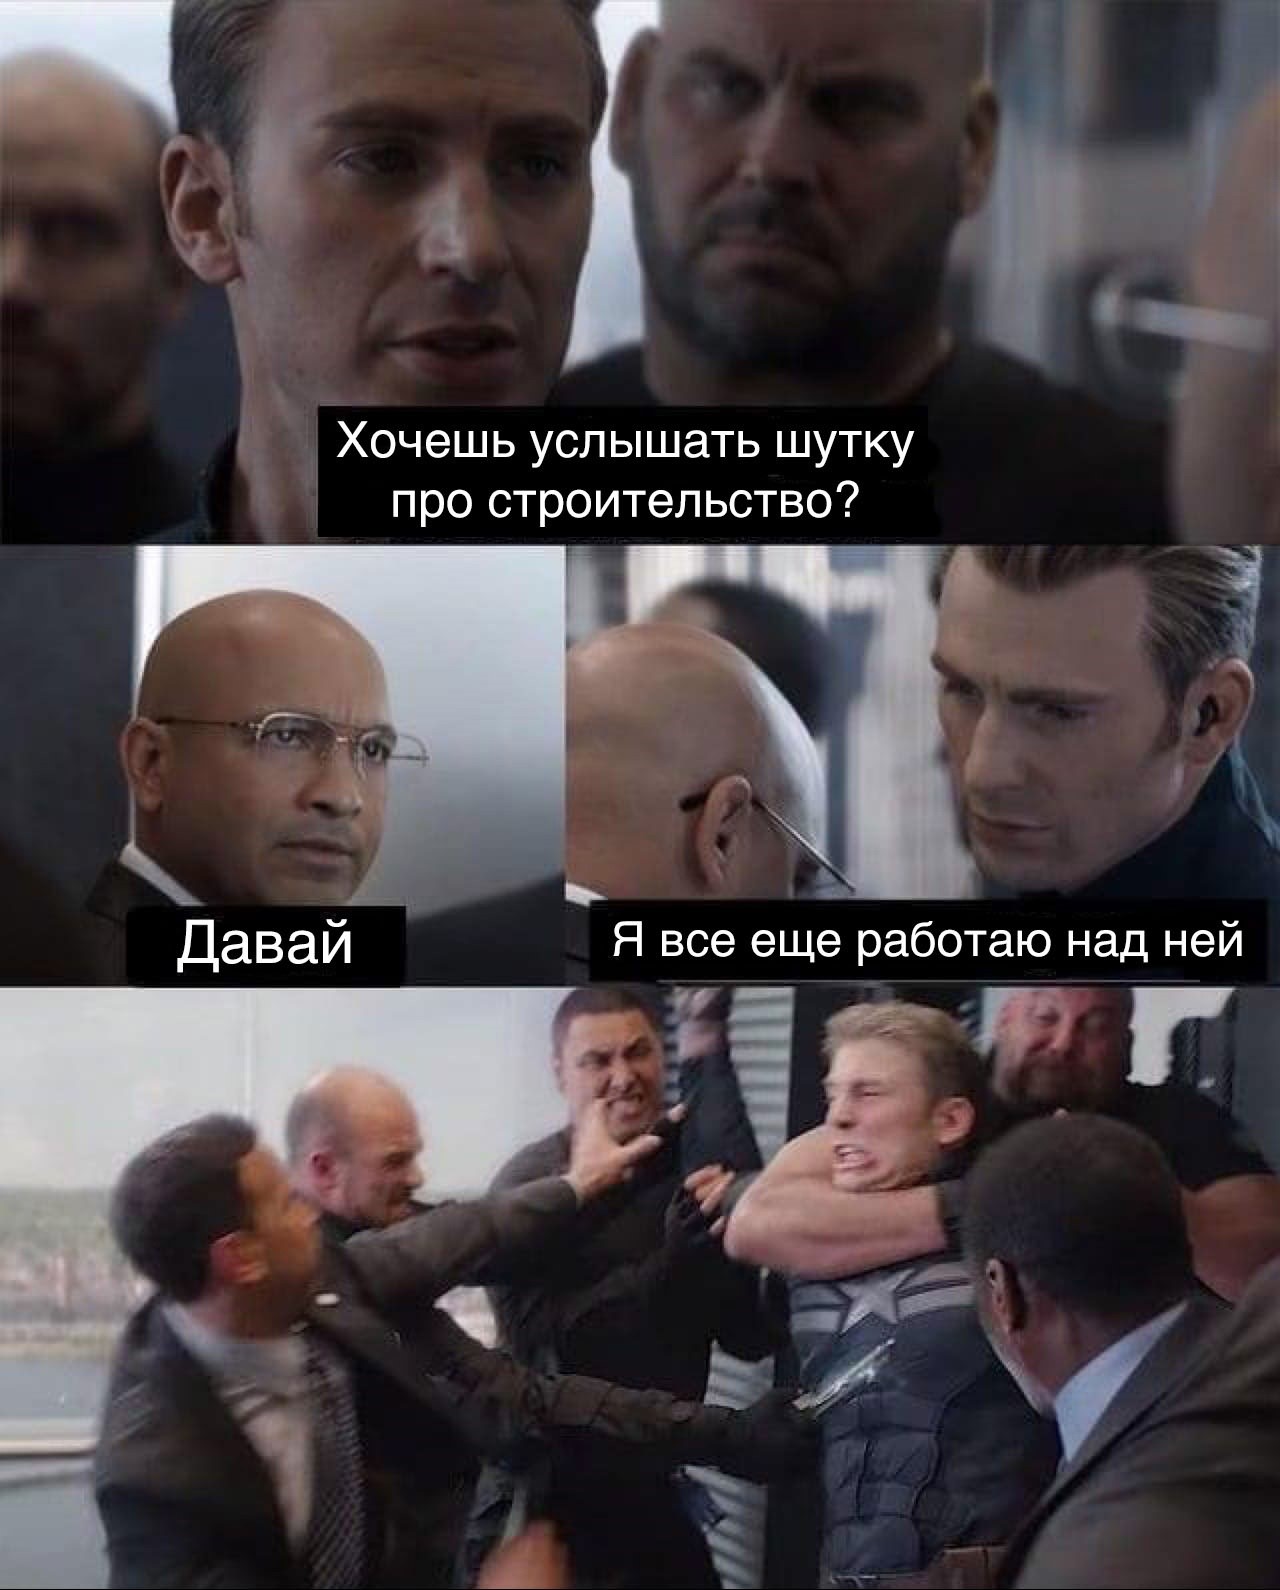 Хочешь услышать шутку
про строительство?
Давай
Я все еще работаю над ней